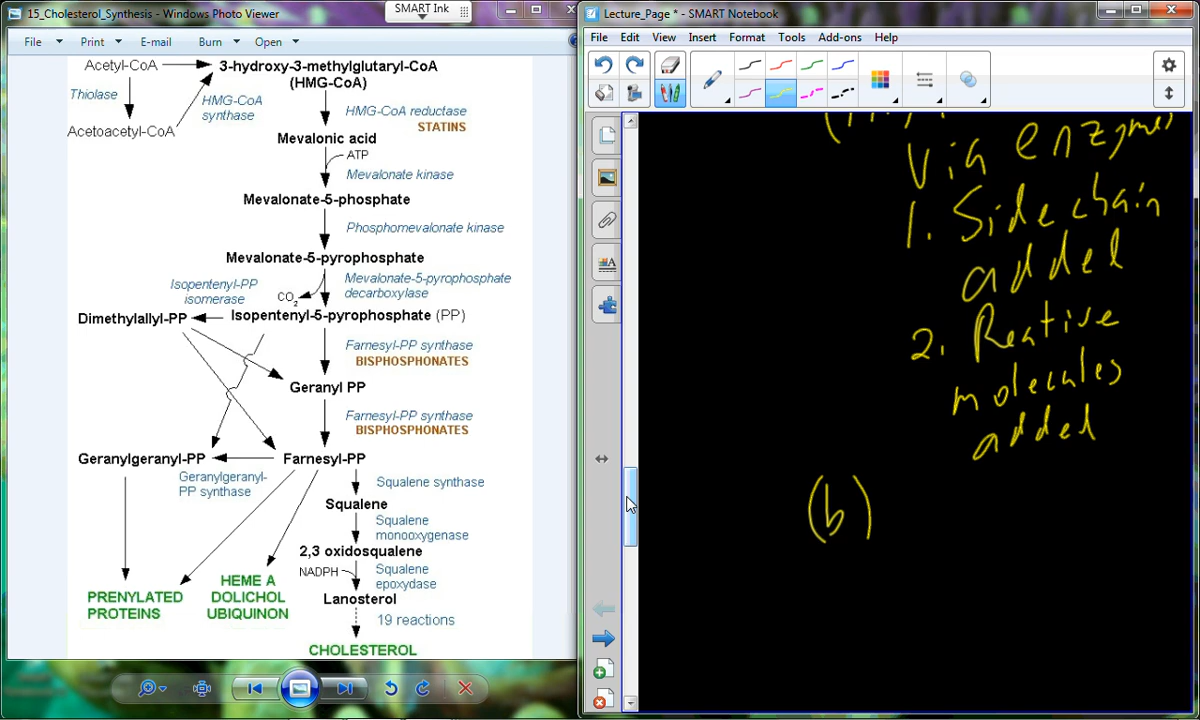 15_Cholesterol_Synthesis - Windows Photo Viewer
SMART Ink
File Print E-mail Burn Open
Acetyl-CoA
3-hydroxy-3-methylglutaryl-CoA
(HMG-CoA)
Thiolase
HMG-CoA
synthase
Acetoacetyl-CoA
HMG-CoA reductase
STATINS
Mevalonic acid
ATP
Mevalonate kinase
Mevalonate-5-phosphate
Phosphomevalonate kinase
Mevalonate-5-pyrophosphate
Isopentenyl-PP
isomerase
CO2
Mevalonate-5-pyrophosphate
decarboxylase
Dimethylallyl-PP
Isopentenyl-5-pyrophosphate (PP)
Farnesyl-PP synthase
BISPHOSPHONATES
Geranyl PP
Farnesyl-PP synthase
BISPHOSPHONATES
Geranylgeranyl-PP
Farnesyl-PP
Geranylgeranyl-
PP synthase
Squalene synthase
Squalene
Squalene
monooxygenase
2,3 oxidosqualene
NADPH
Squalene
epoxydase
Lanosterol
19 reactions
PRENYLATED
PROTEINS
HEME A
DOLICHOL
UBIQUINON
CHOLESTEROL
Lecture_Page * - SMART Notebook
File Edit View Insert Format Tools Add-ons Help
via enzymes
1. Side chain
added
2. Reative
molecules
added
(b)